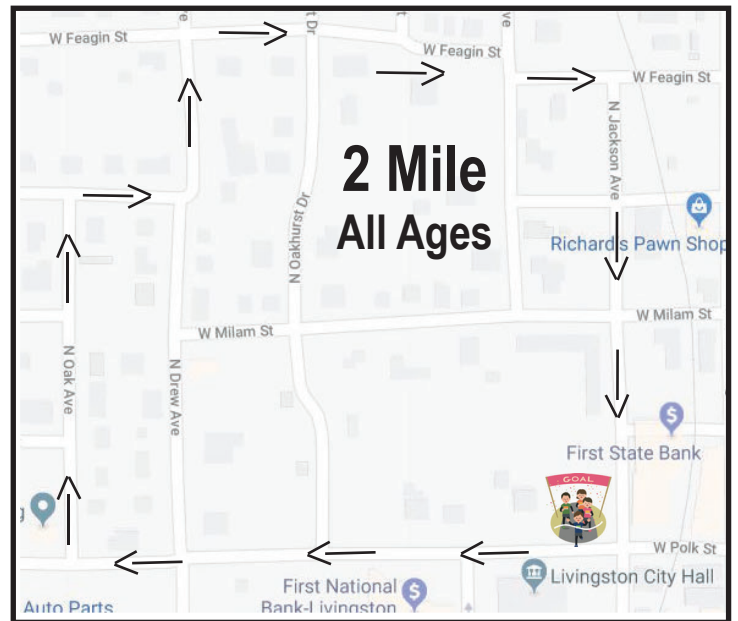 W Feagin St
W Feagin St
W Feagin St
2 Mile
All Ages
N Jackson Ave
N Oakhurst Dr
Richard's Pawn Shop
W Milam St
W Milam St
N Oak Ave
N Drew Ave
First State Bank
GOAL
W Polk St
Livingston City Hall
First National
Bank-Livingston
Auto Parts